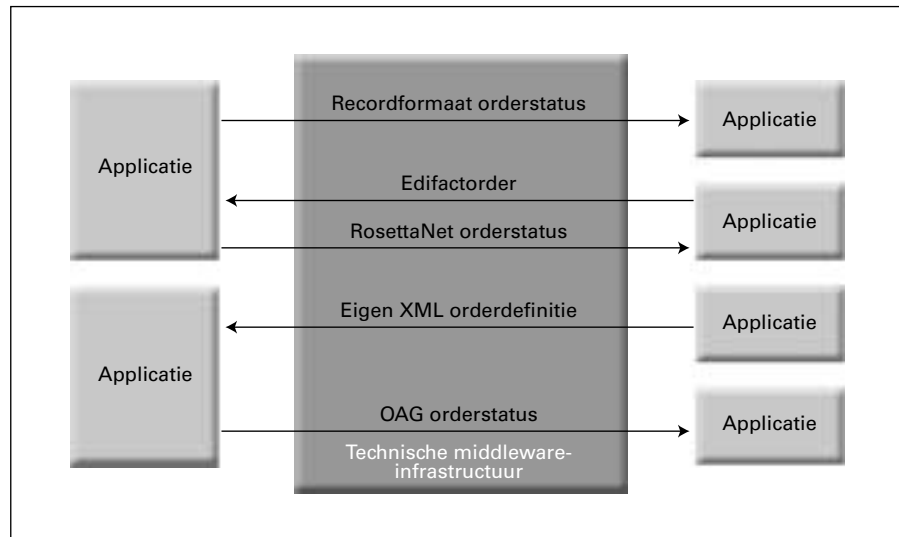 Recordformaat orderstatus
Applicatie
Applicatie
Edifactorder
Applicatie
RosettaNet orderstatus
Eigen XML orderdefinitie
Applicatie
Applicatie
OAG orderstatus
Applicatie
Technische middleware-
infrastructuur